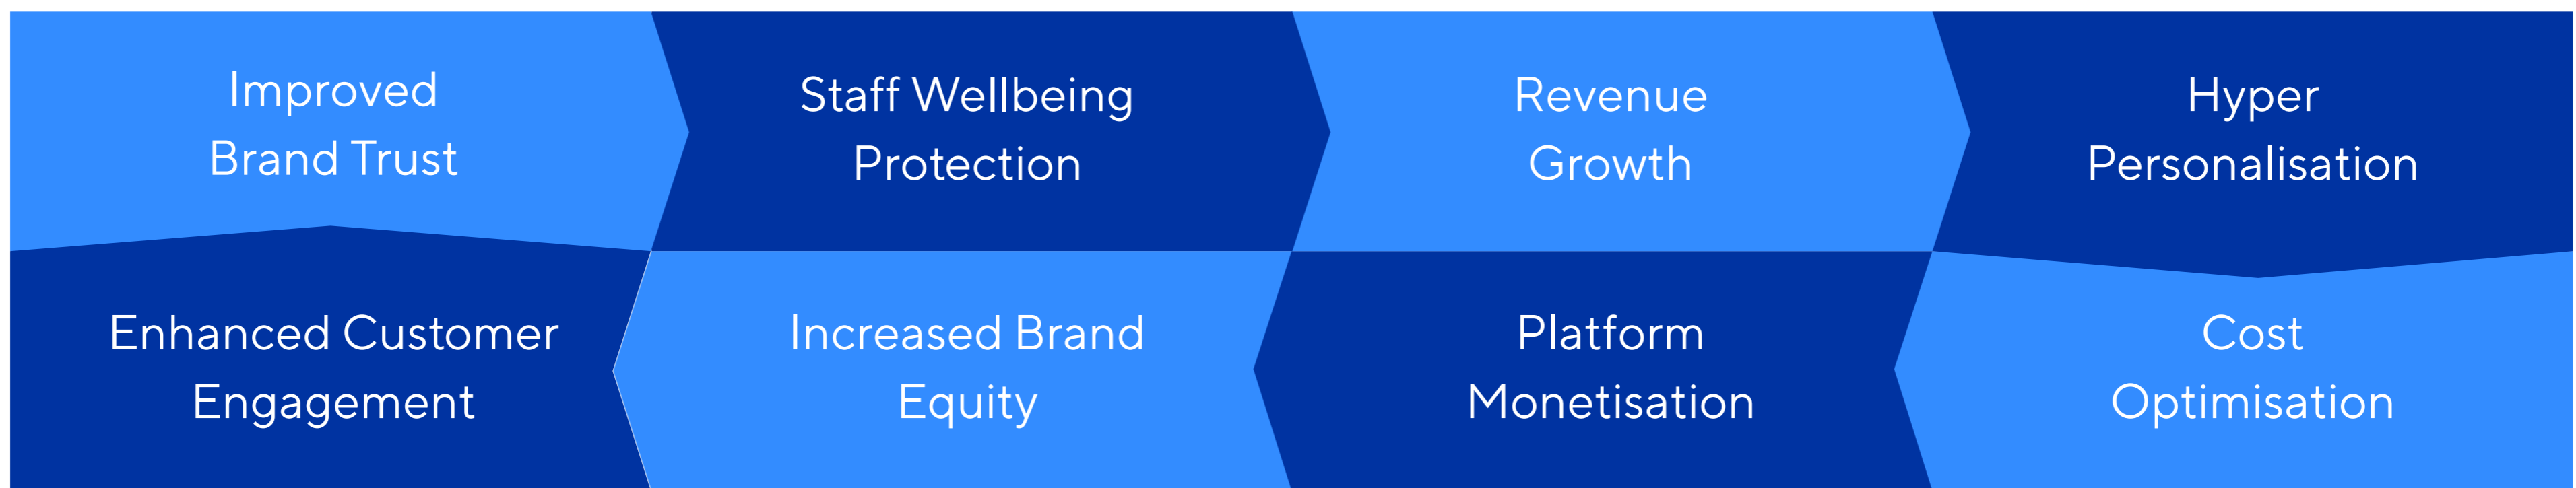 Improved
Brand Trust
Staff Wellbeing
Protection
Revenue
Growth
Hyper
Personalisation
Enhanced Customer
Engagement
Increased Brand
Equity
Platform
Monetisation
Cost
Optimisation